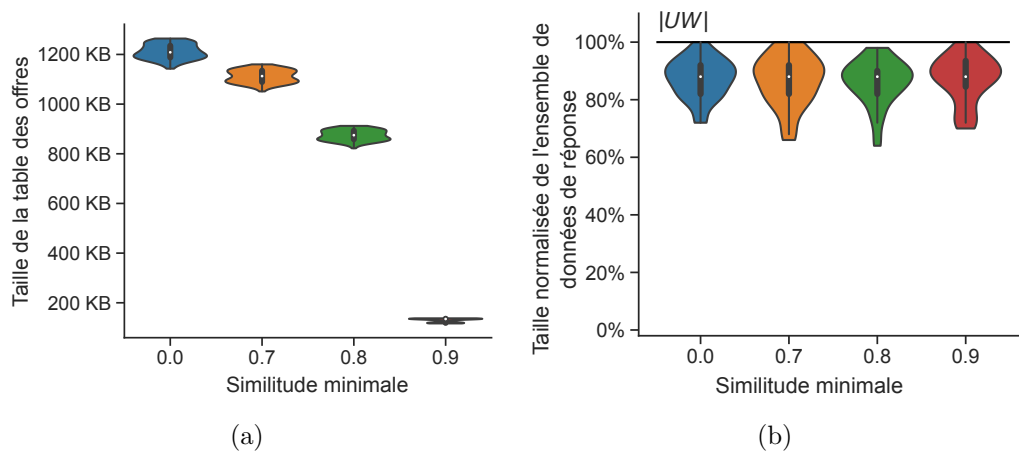 Taille de la table des offres
1200 KB
1000 KB
800 KB
600 KB
400 KB
200 KB
0.0 0.7 0.8 0.9
Similitude minimale
(a)
Taille normalisée de l'ensemble de
données de réponse
|UW|
100%
80%
60%
40%
20%
0%
0.0 0.7 0.8 0.9
Similitude minimale
(b)